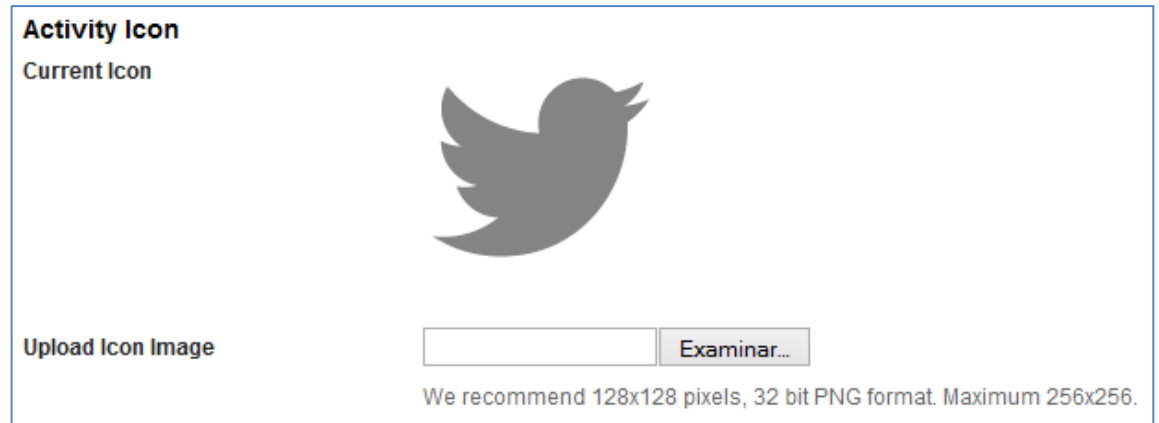 Activity Icon
Current Icon
Upload Icon Image
Examinar...
We recommend 128x128 pixels, 32 bit PNG format. Maximum 256x256.